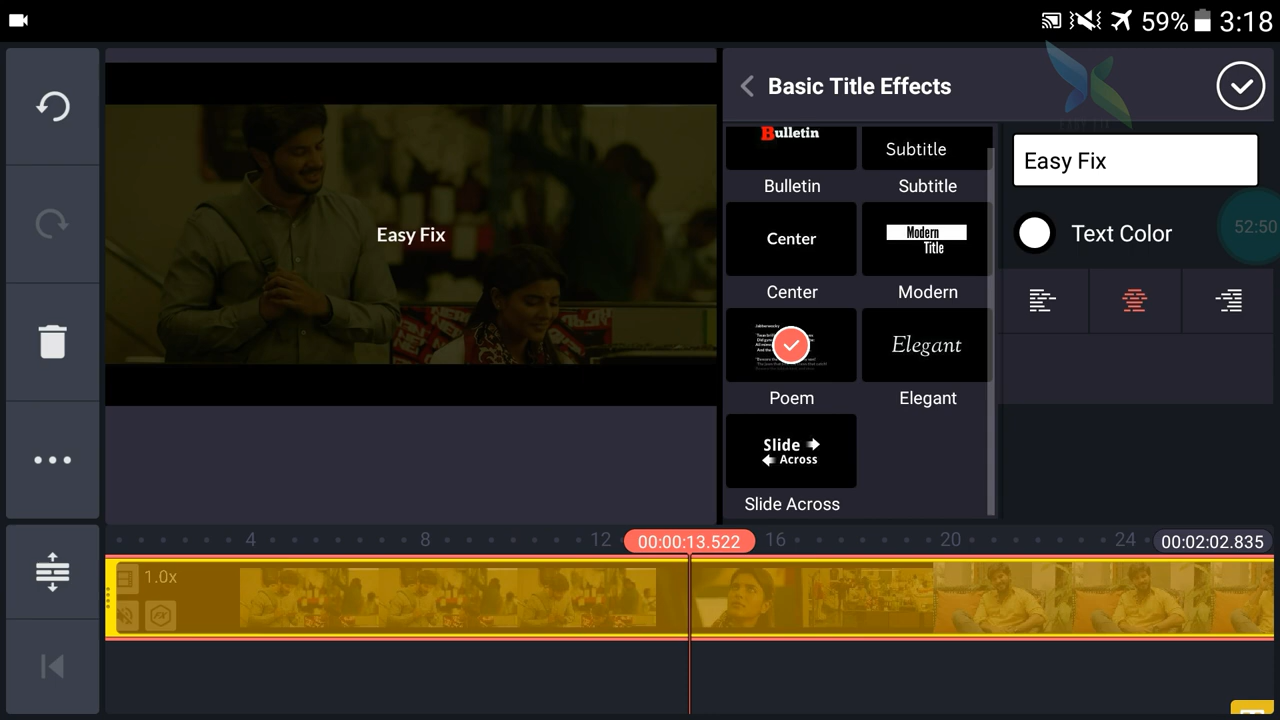 59% 3:18
Basic Title Effects
Bulletin
Subtitle
Easy Fix
Bulletin
Subtitle
52:50
Text Color
Easy Fix
Center
Modern
Title
Center
Modern
Elegant
Poem
Elegant
Slide
Across
Slide Across
4
8
12
00:00:13.522
16
20
24
00:02:02.835
1.0x